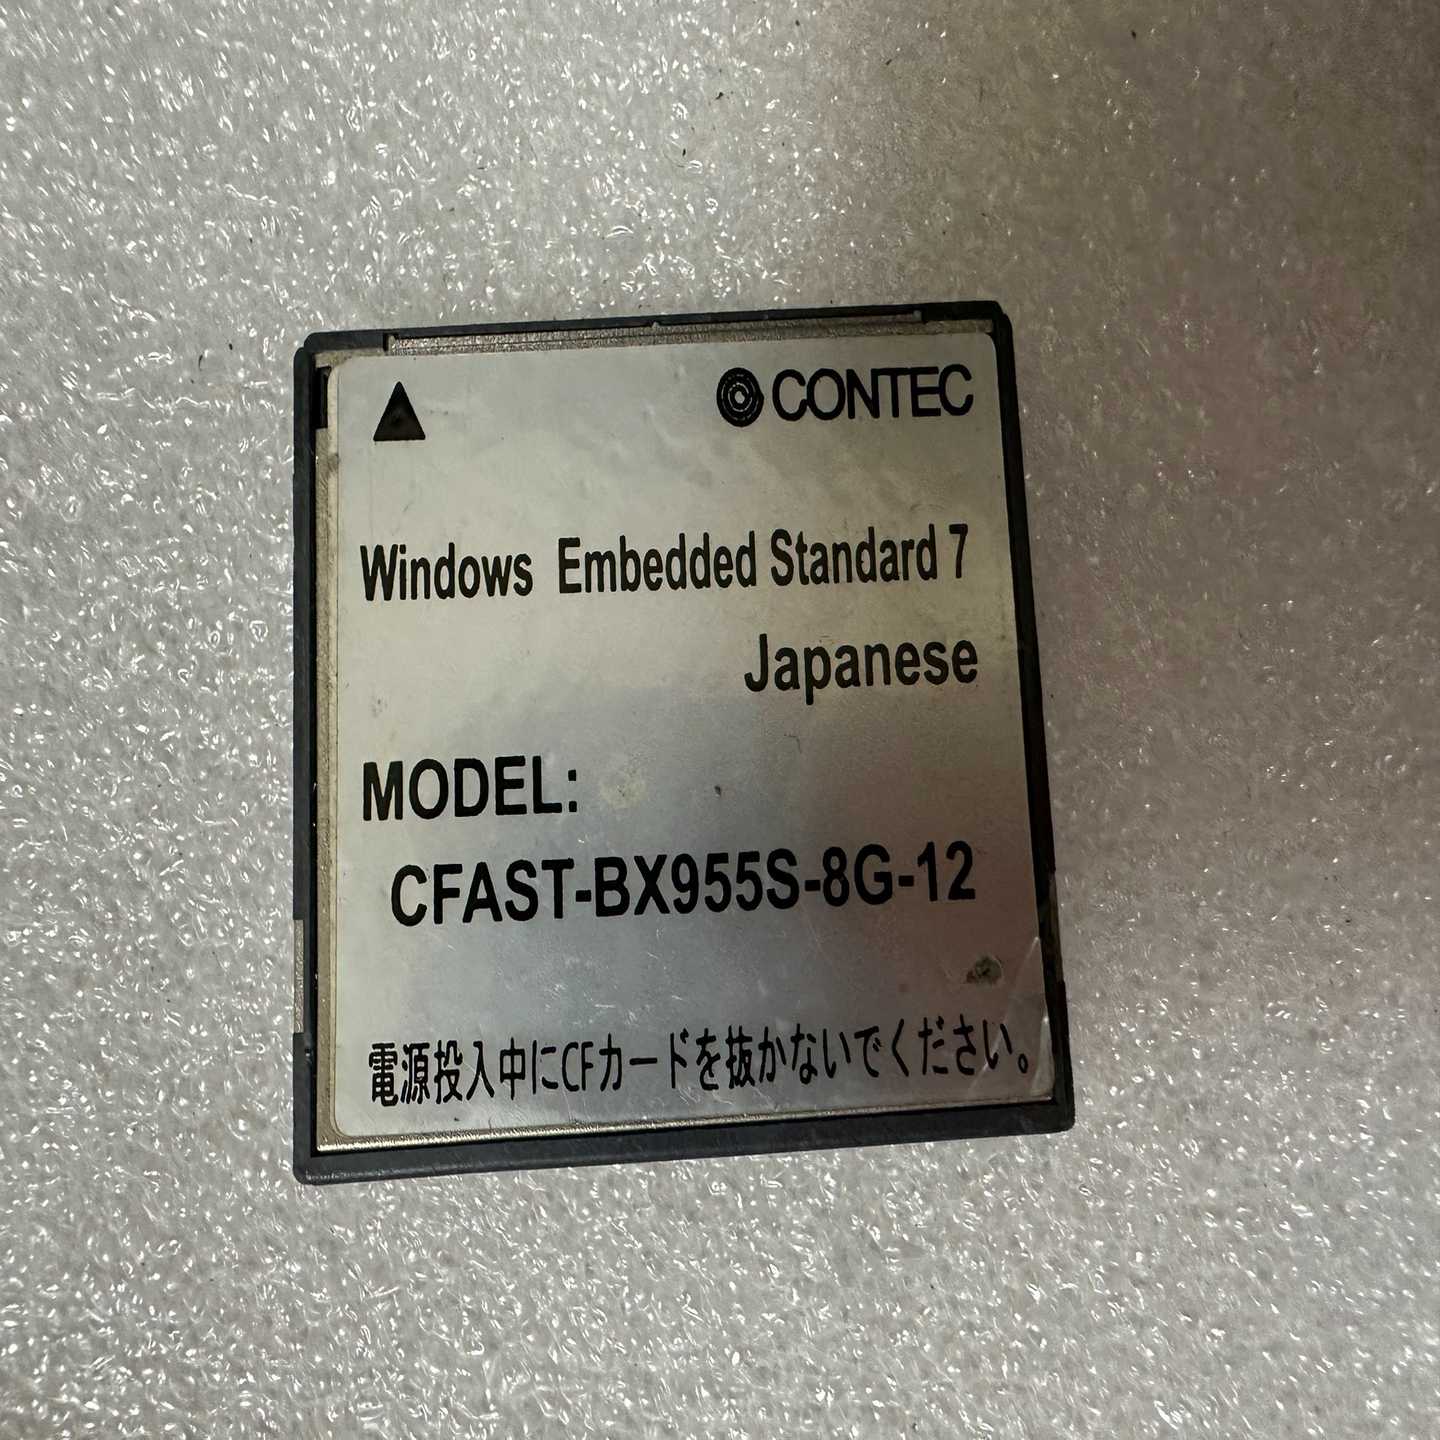 CONTEC
Windows Embedded Standard 7
Japanese
MODEL:
CFAST-BX955S-8G-12
電源投入中にCFカードを抜かないでください。